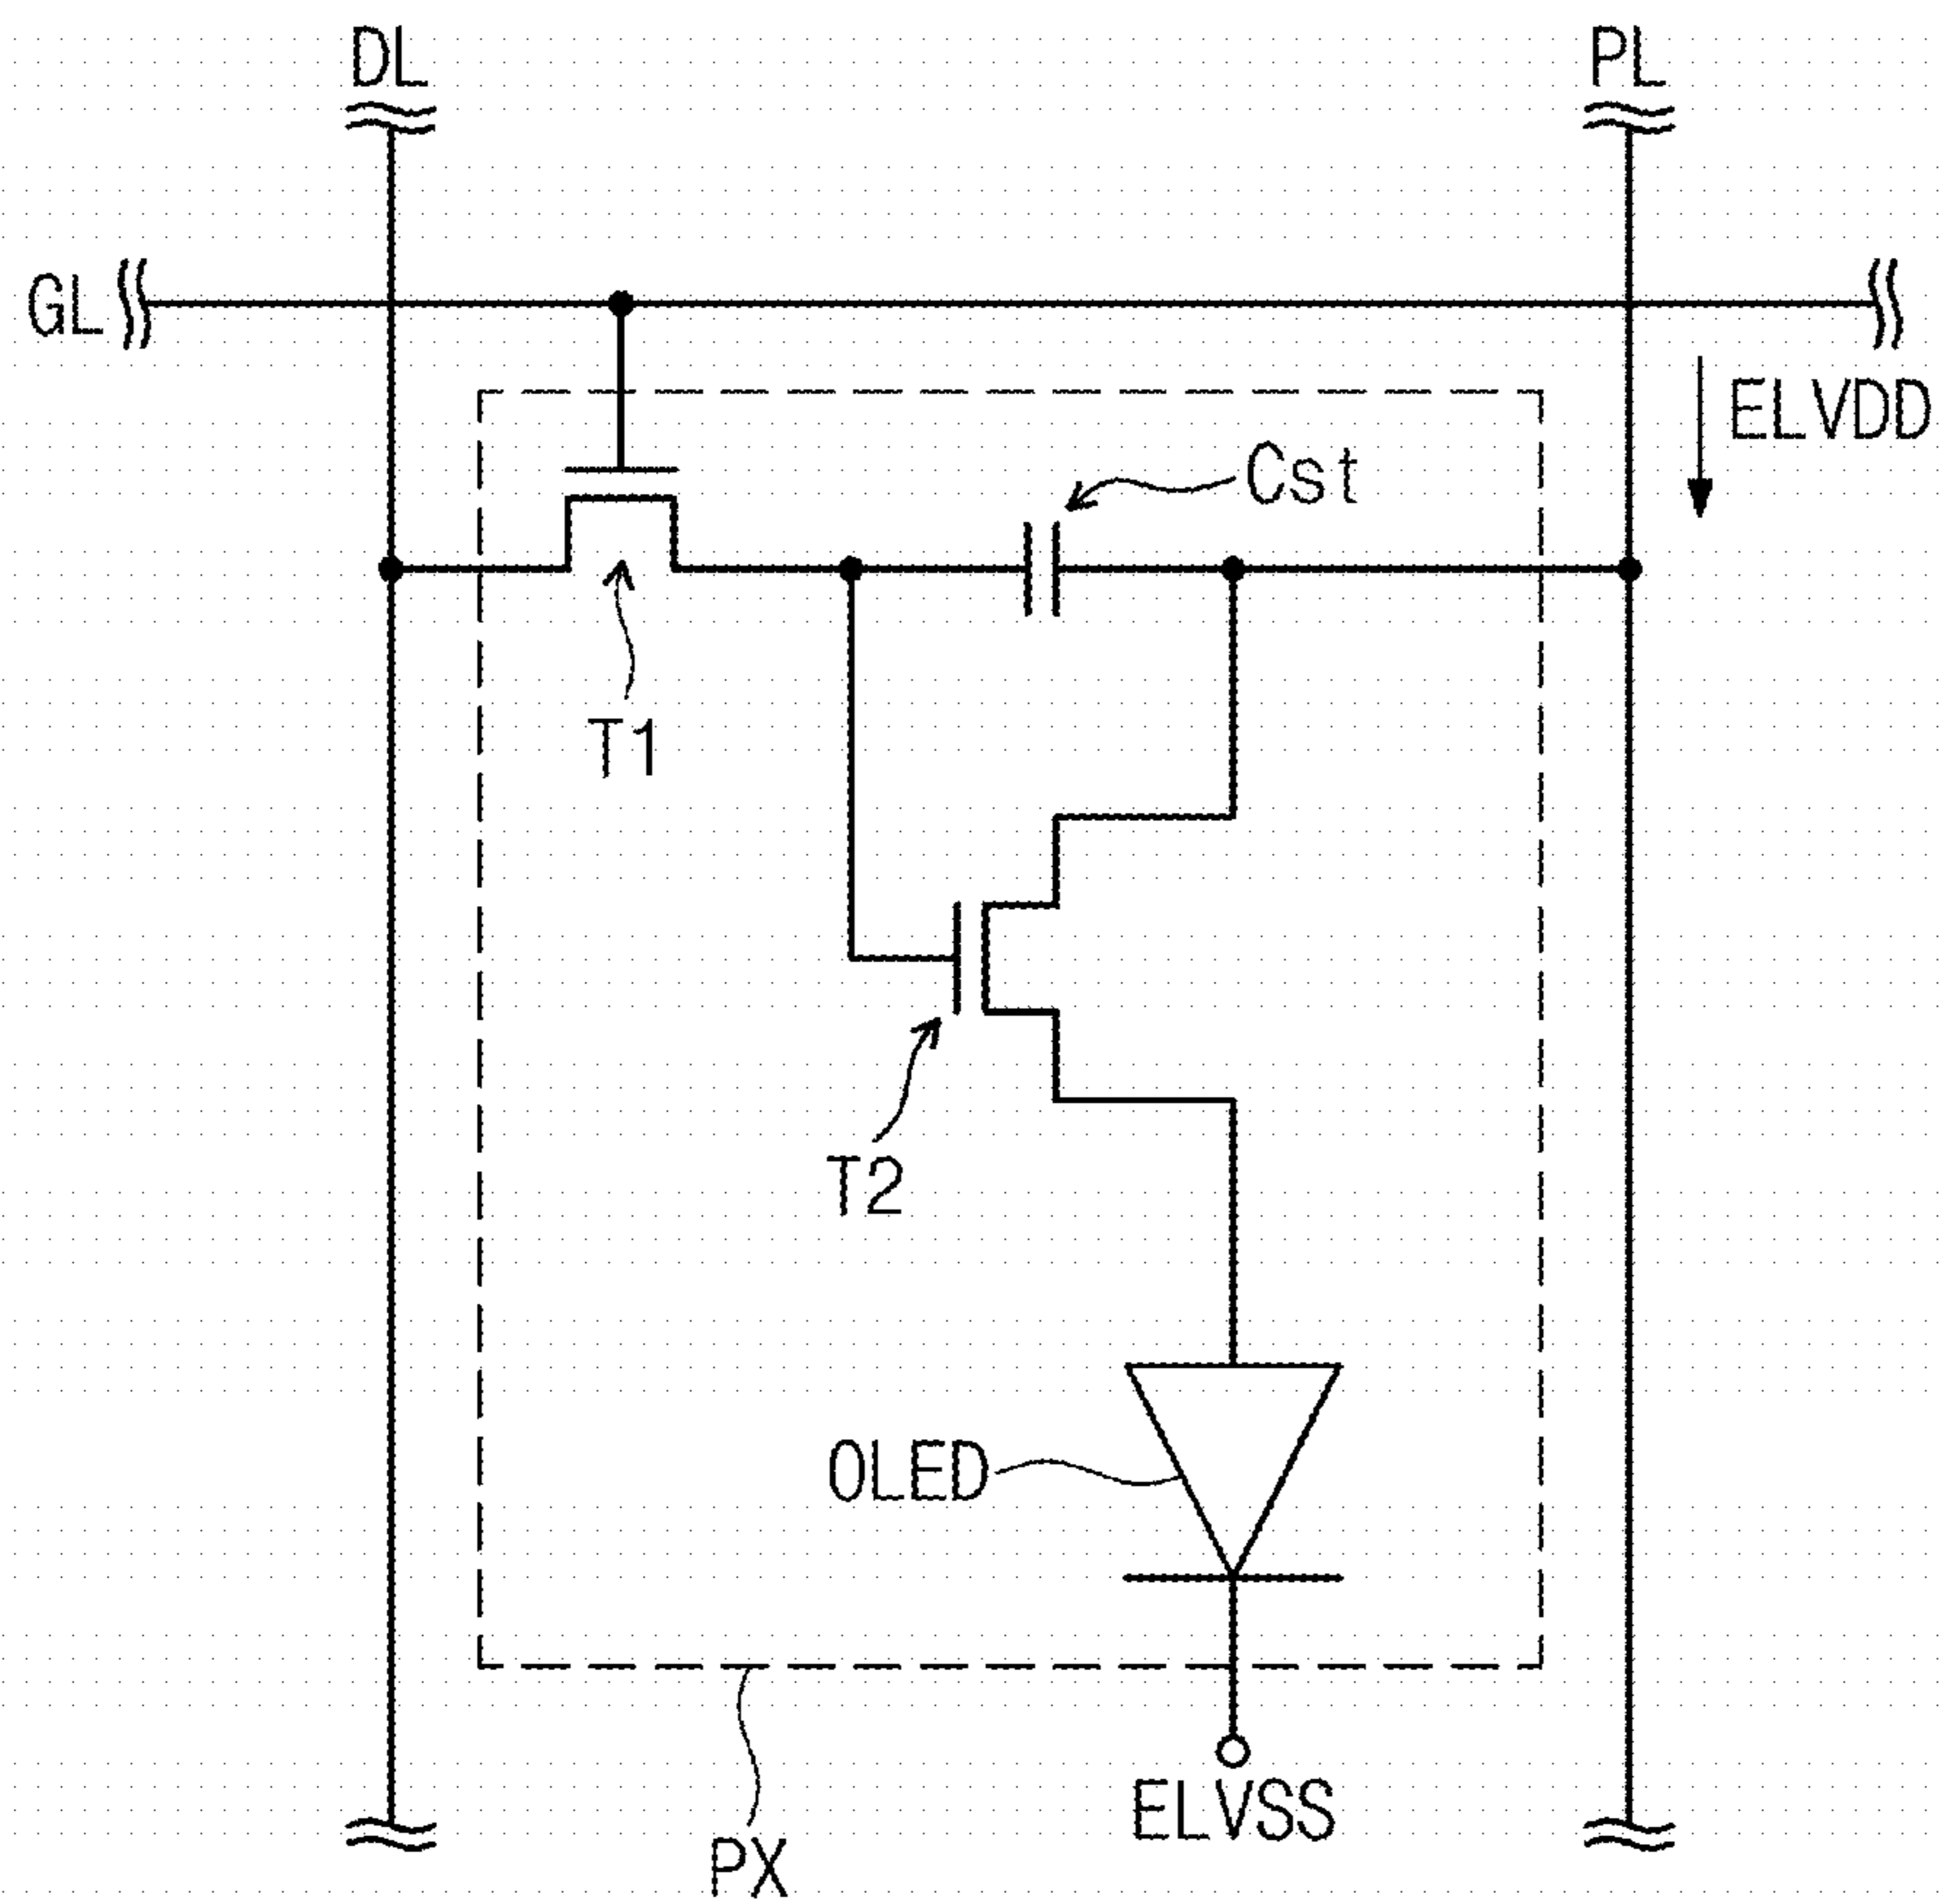 DL
PL
GL
ELVDD
Cst
T1
T2
OLED
ELVSS
PX